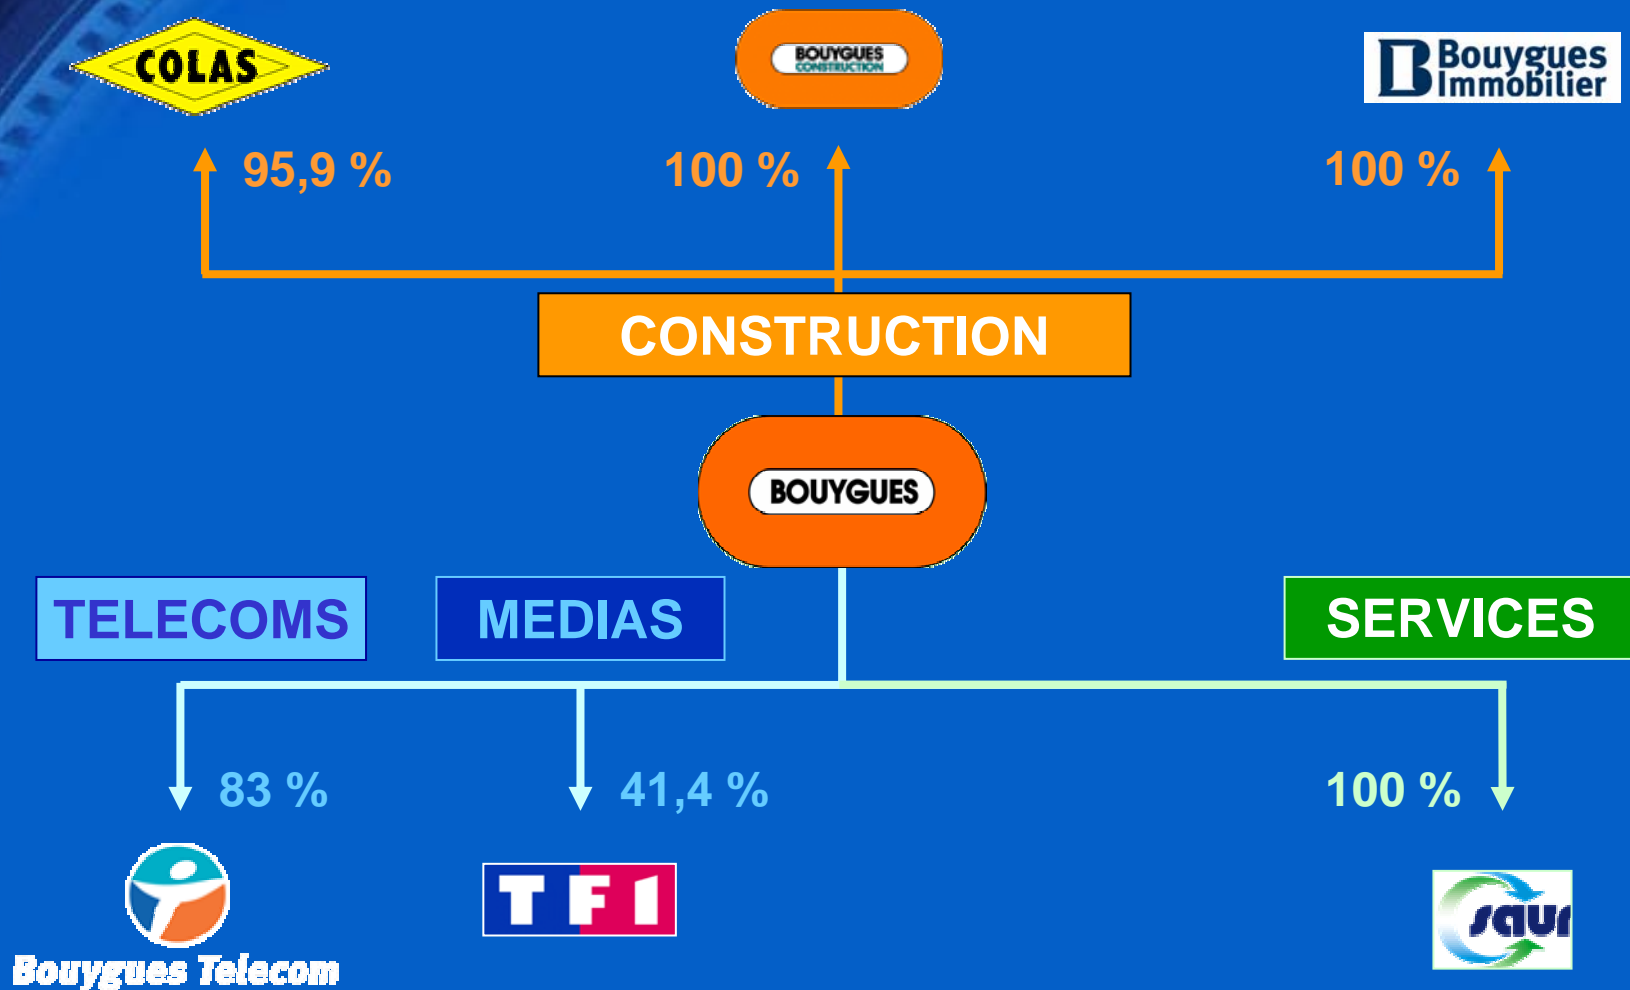 COLAS
BOUYGUES
CONSTRUCTION
Bouygues
Immobilier
95,9 %
100 %
100 %
CONSTRUCTION
BOUYGUES
TELECOMS
MEDIAS
SERVICES
83 %
41,4 %
100 %
Bouygues Telecom
TF1
saur